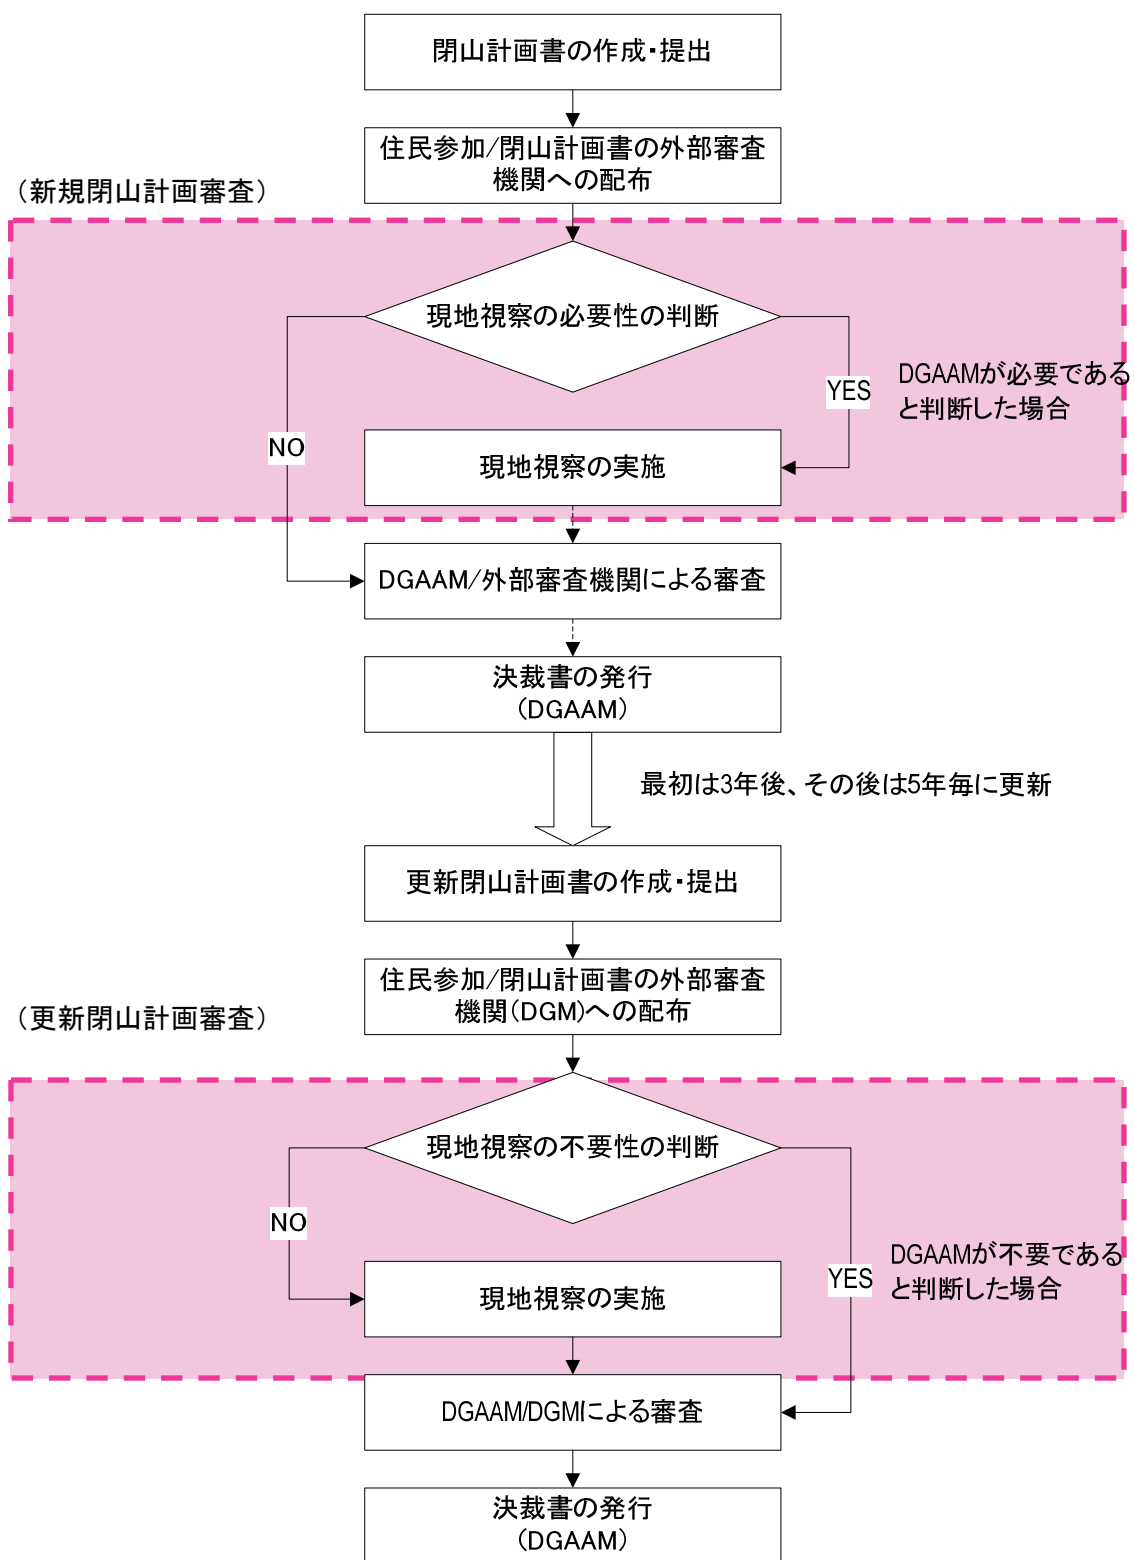 閉山計画書の作成・提出
住民参加/閉山計画書の外部審査
機関への配布
（新規閉山計画審査）
現地視察の必要性の判断
YES
DGAAMが必要である
と判断した場合
NO
現地視察の実施
DGAAM/外部審査機関による審査
決裁書の発行
（DGAAM）
最初は3年後、その後は5年毎に更新
更新閉山計画書の作成・提出
住民参加/閉山計画書の外部審査
機関（DGM）への配布
（更新閉山計画審査）
現地視察の不要性の判断
NO
DGAAMが不要である
と判断した場合
YES
現地視察の実施
DGAAM/DGMによる審査
決裁書の発行
（DGAAM）